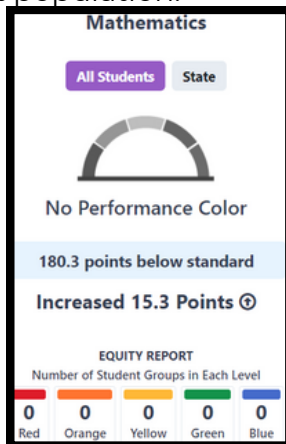 population.
Mathematics
All Students State
No Performance Color
180.3 points below standard
Increased 15.3 Points
EQUITY REPORT
Number of Student Groups in Each Level
0 0 0 0 0
Red Orange Yellow Green Blue